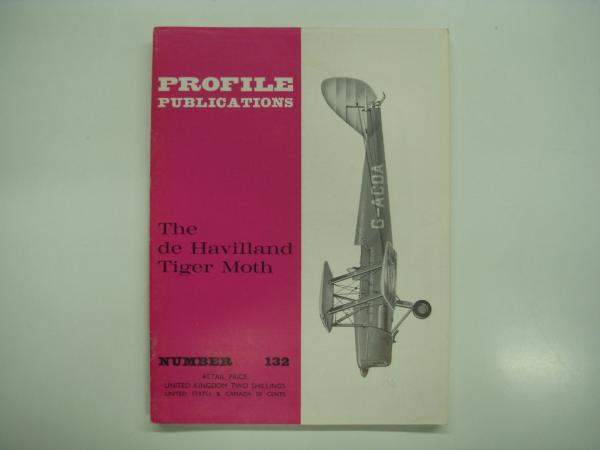 PROFILE
PUBLICATIONS
The
de Havilland
Tiger Moth
NUMBER 132
RETAIL PRICE
UNITED KINGDOM TWO SHILLINGS
UNITED STATES & CANADA 50 CENTS
G-ACDA